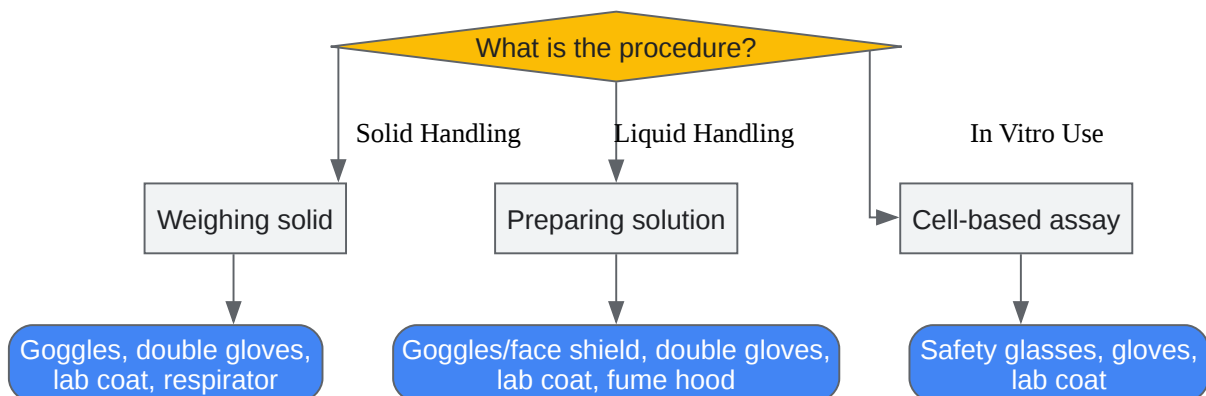 What is the procedure?
Solid Handling
Liquid Handling
In Vitro Use
Weighing solid
Preparing solution
Cell-based assay
Goggles, double gloves,
lab coat, respirator
Goggles/face shield, double gloves,
lab coat, fume hood
Safety glasses, gloves,
lab coat